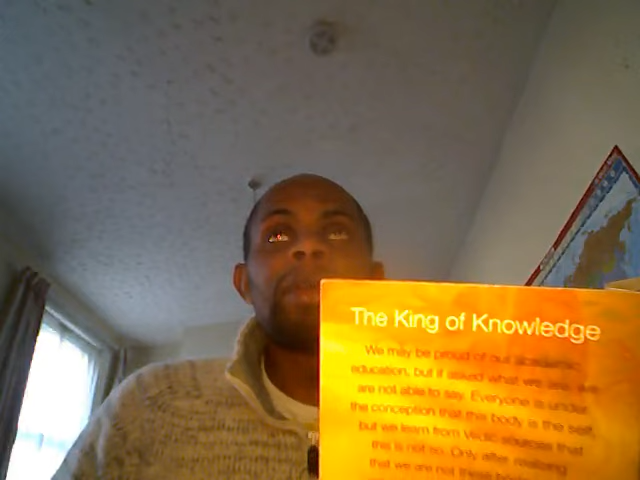 The King of Knowledge
We may be proud of our academic
education, but if asked what we are, we
are not able to say. Everyone is under
the conception that this body is the self,
but we learn from Vedic sources that
this is not so. Only after realizing
that we are not these